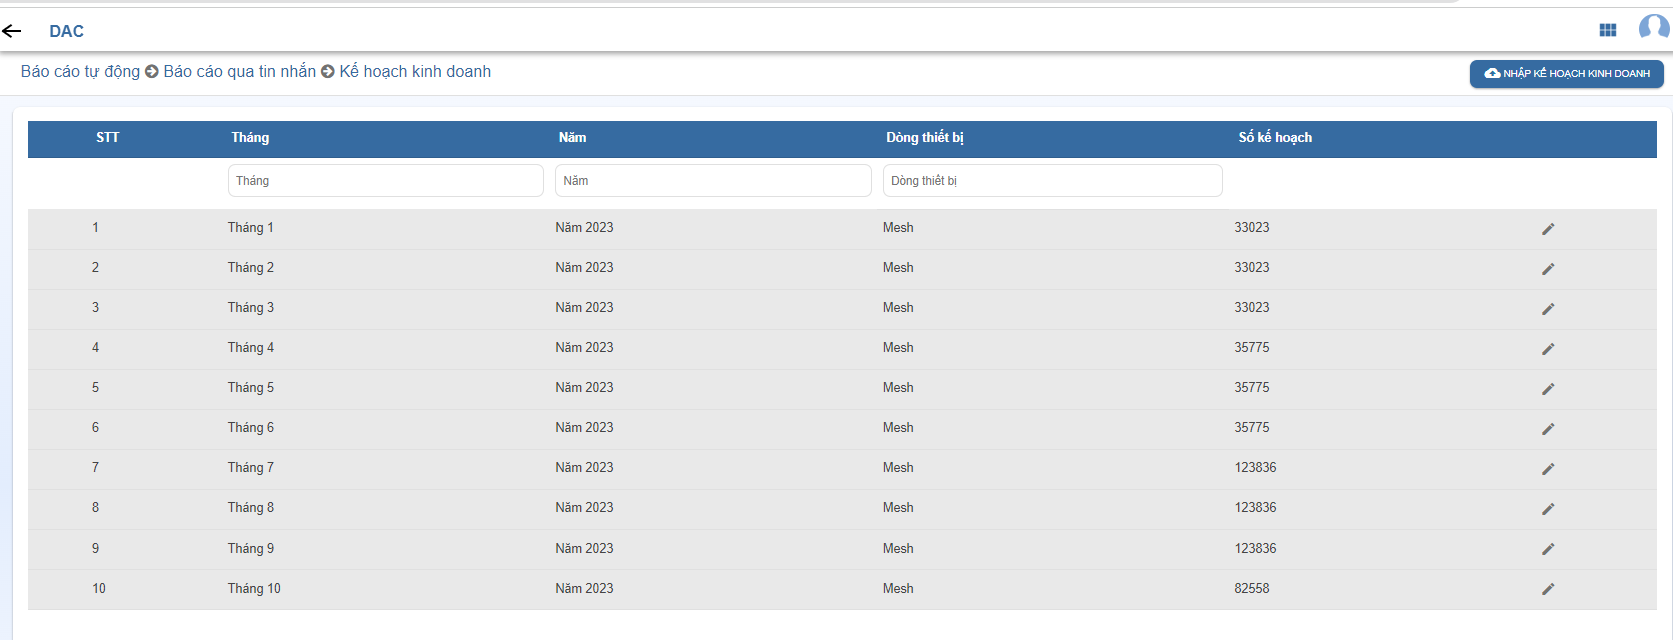 DAC
Báo cáo tự động Báo cáo qua tin nhắn Kế hoạch kinh doanh
NHẬP KẾ HOẠCH KINH DOANH
STT Tháng Năm Dòng thiết bị Số kế hoạch
Tháng Năm Dòng thiết bị
1 Tháng 1 Năm 2023 Mesh 33023
2 Tháng 2 Năm 2023 Mesh 33023
3 Tháng 3 Năm 2023 Mesh 33023
4 Tháng 4 Năm 2023 Mesh 35775
5 Tháng 5 Năm 2023 Mesh 35775
6 Tháng 6 Năm 2023 Mesh 35775
7 Tháng 7 Năm 2023 Mesh 123836
8 Tháng 8 Năm 2023 Mesh 123836
9 Tháng 9 Năm 2023 Mesh 123836
10 Tháng 10 Năm 2023 Mesh 82558